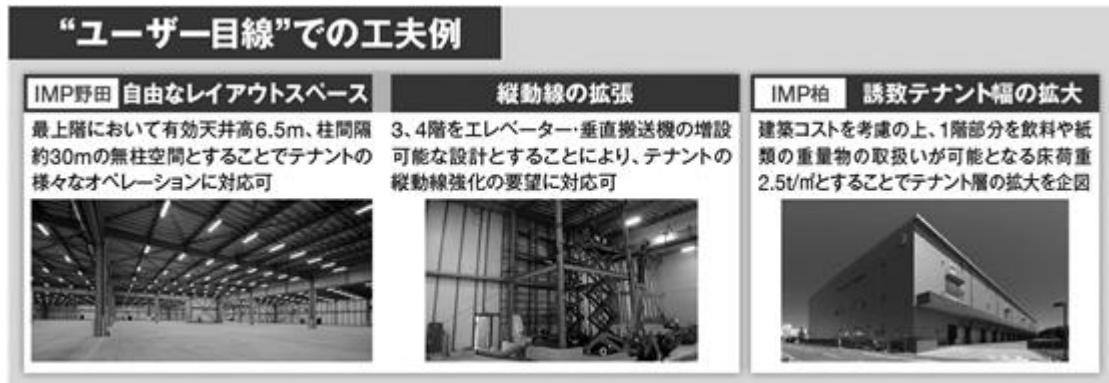 “ユーザー目線”での工夫例
IMP野田 自由なレイアウトスペース
最上階において有効天井高6.5m、柱間隔
約30mの無柱空間とすることでテナントの
様々なオペレーションに対応可
縦動線の拡張
3、4階をエレベーター・垂直搬送機の増設
可能な設計とすることにより、テナントの
縦動線強化の要望に対応可
IMP柏 誘致テナント幅の拡大
建築コストを考慮の上、1階部分を飲料や紙
類の重量物の取扱いが可能となる床荷重
2.5t/㎡とすることでテナント層の拡大を企図